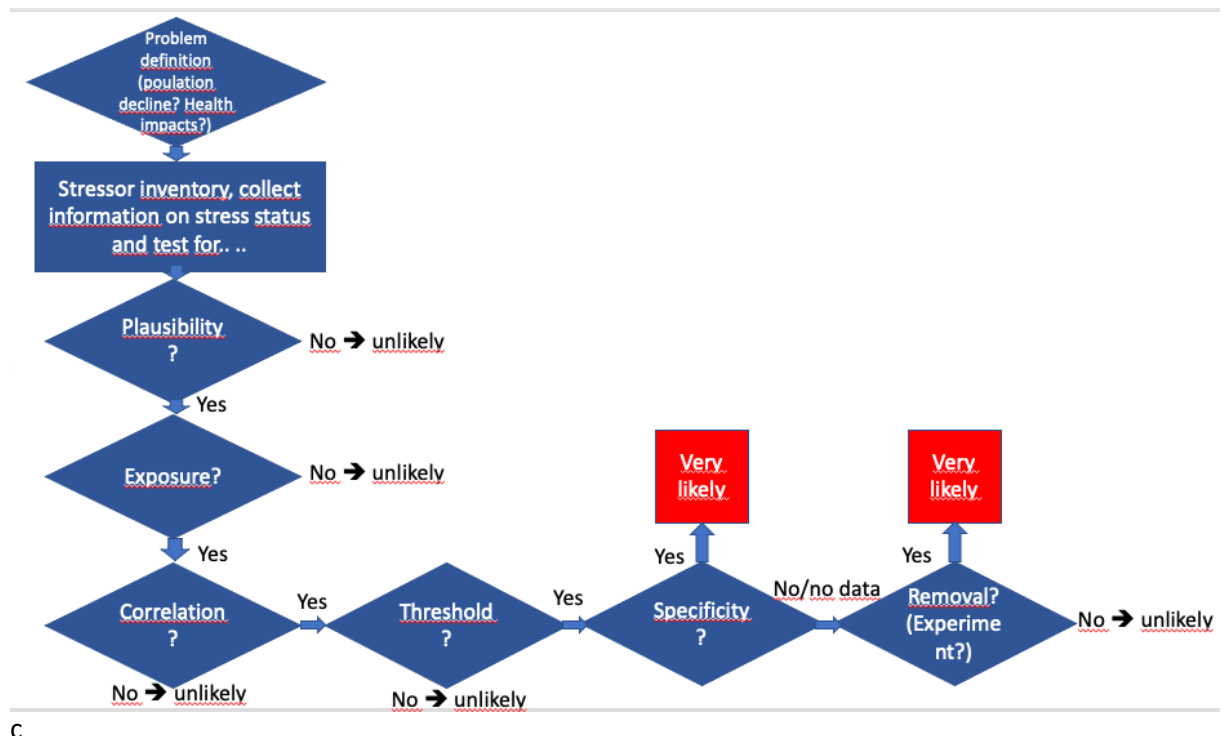 Problem
definition
(poulation
decline? Health
impacts?)
Stressor inventory, collect
information on stress status
and test for.. ..
Plausibility
?
No → unlikely
Yes
Exposure?
No → unlikely
Yes
Correlation
?
No → unlikely
Yes
Threshold
?
No → unlikely
Yes
Specificity
?
Yes
Very
likely
No/no data
Removal?
(Experime
nt?)
Yes
Very
likely
No → unlikely
C